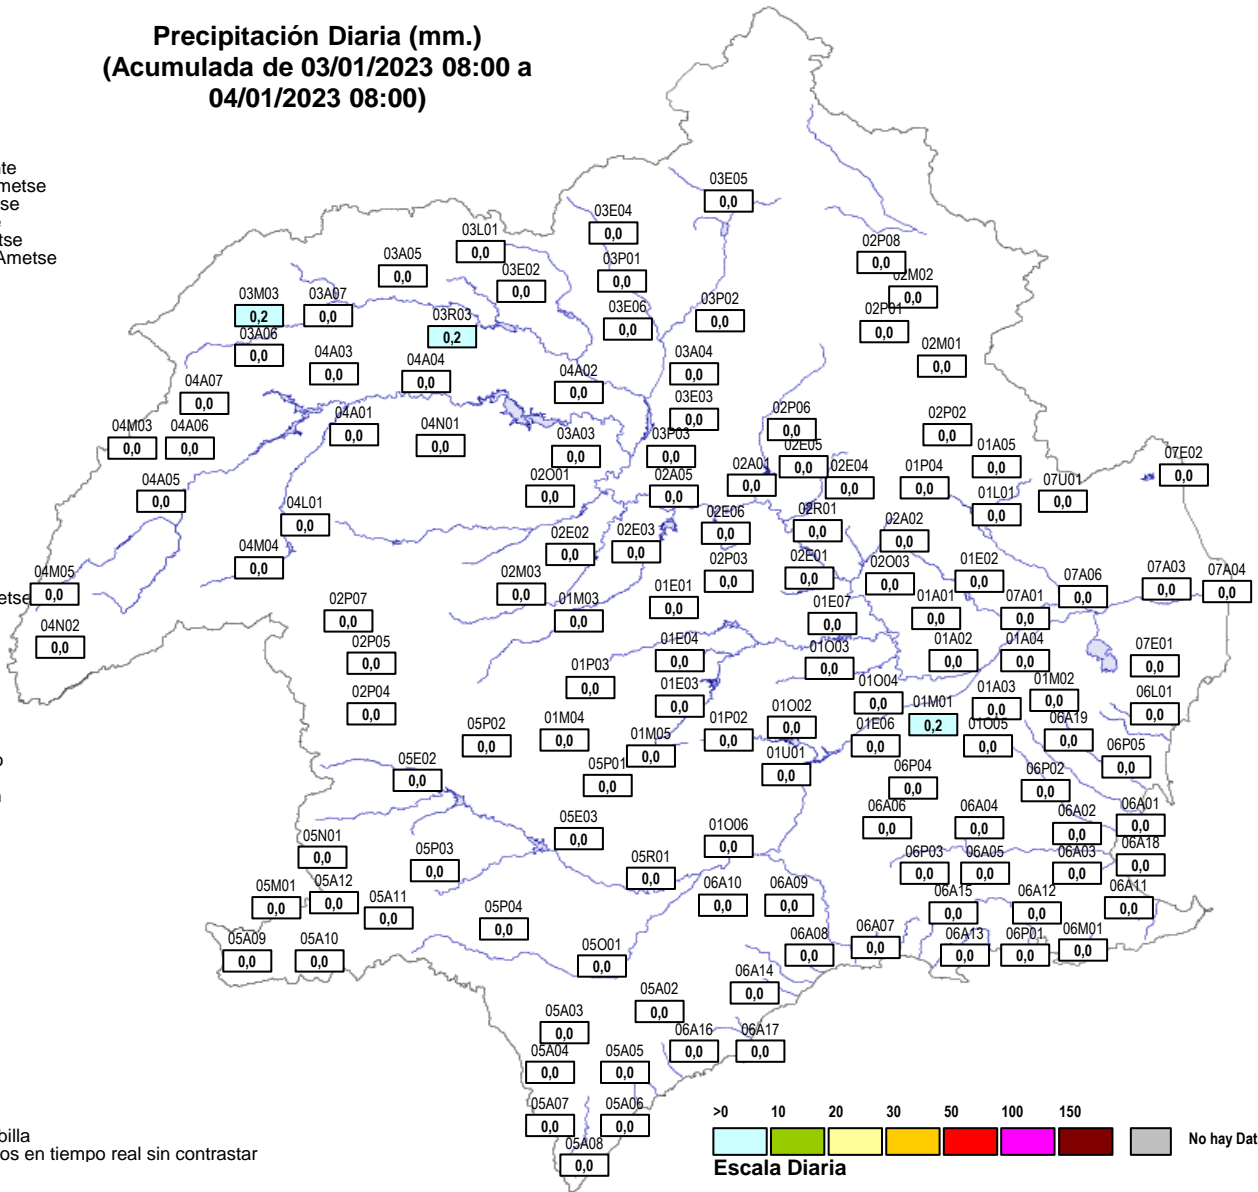 Precipitación Diaria (mm.)
(Acumulada de 03/01/2023 08:00 a
04/01/2023 08:00)
nte
metse
tse
e
tse
Ametse
03E05
0,0
03E04
0,0
03L01
0,0
03A05
0,0
03E02
0,0
03P01
0,0
02P08
0,0
02M02
0,0
03M03
0,2
03A07
0,0
03R03
0,2
03E06
0,0
03P02
0,0
02P01
0,0
03A06
0,0
04A03
0,0
04A04
0,0
04A02
0,0
03A04
0,0
02M01
0,0
04A07
0,0
03E03
0,0
04M03
0,0
04A06
0,0
04A01
0,0
04N01
0,0
03A03
0,0
03P03
0,0
02P06
0,0
02P02
0,0
02E05
0,0
01A05
0,0
07E02
0,0
04A05
0,0
02O01
0,0
02A05
0,0
02A01
0,0
02E04
0,0
01P04
0,0
07U01
0,0
04L01
0,0
01L01
0,0
02E06
0,0
02R01
0,0
02A02
0,0
04M04
0,0
02E02
0,0
02E03
0,0
04M05
0,0
02M03
0,0
02P03
0,0
02E01
0,0
02O03
0,0
01E02
0,0
07A06
0,0
07A03
0,0
07A04
0,0
etse
02P07
0,0
01M03
0,0
01E01
0,0
01E07
0,0
01A01
0,0
07A01
0,0
04N02
0,0
02P05
0,0
01E04
0,0
01O03
0,0
01A02
0,0
01A04
0,0
07E01
0,0
01P03
0,0
01E03
0,0
01O04
0,0
01M02
0,0
02P04
0,0
01A03
0,0
06L01
0,0
05P02
0,0
01M04
0,0
01M05
0,0
01P02
0,0
01O02
0,0
01M01
0,2
01E06
0,0
01O05
0,0
06A19
0,0
05E02
0,0
05P01
0,0
01U01
0,0
06P04
0,0
06P02
0,0
06P05
0,0
05E03
0,0
01O06
0,0
06A06
0,0
06A04
0,0
06A02
0,0
06A01
0,0
05N01
0,0
05P03
0,0
05R01
0,0
06P03
0,0
06A05
0,0
06A03
0,0
06A18
0,0
05M01
0,0
05A12
0,0
05A11
0,0
06A10
0,0
06A09
0,0
06A15
0,0
06A12
0,0
06A11
0,0
05P04
0,0
05A09
0,0
05A10
0,0
05O01
0,0
06A08
0,0
06A07
0,0
06A13
0,0
06P01
0,0
06M01
0,0
06A14
0,0
05A02
0,0
05A03
0,0
06A16
0,0
06A17
0,0
05A04
0,0
05A05
0,0
05A07
0,0
05A06
0,0
05A08
0,0
billa
os en tiempo real sin contrastar
>0 10 20 30 50 100 150
No hay Dat
Escala Diaria